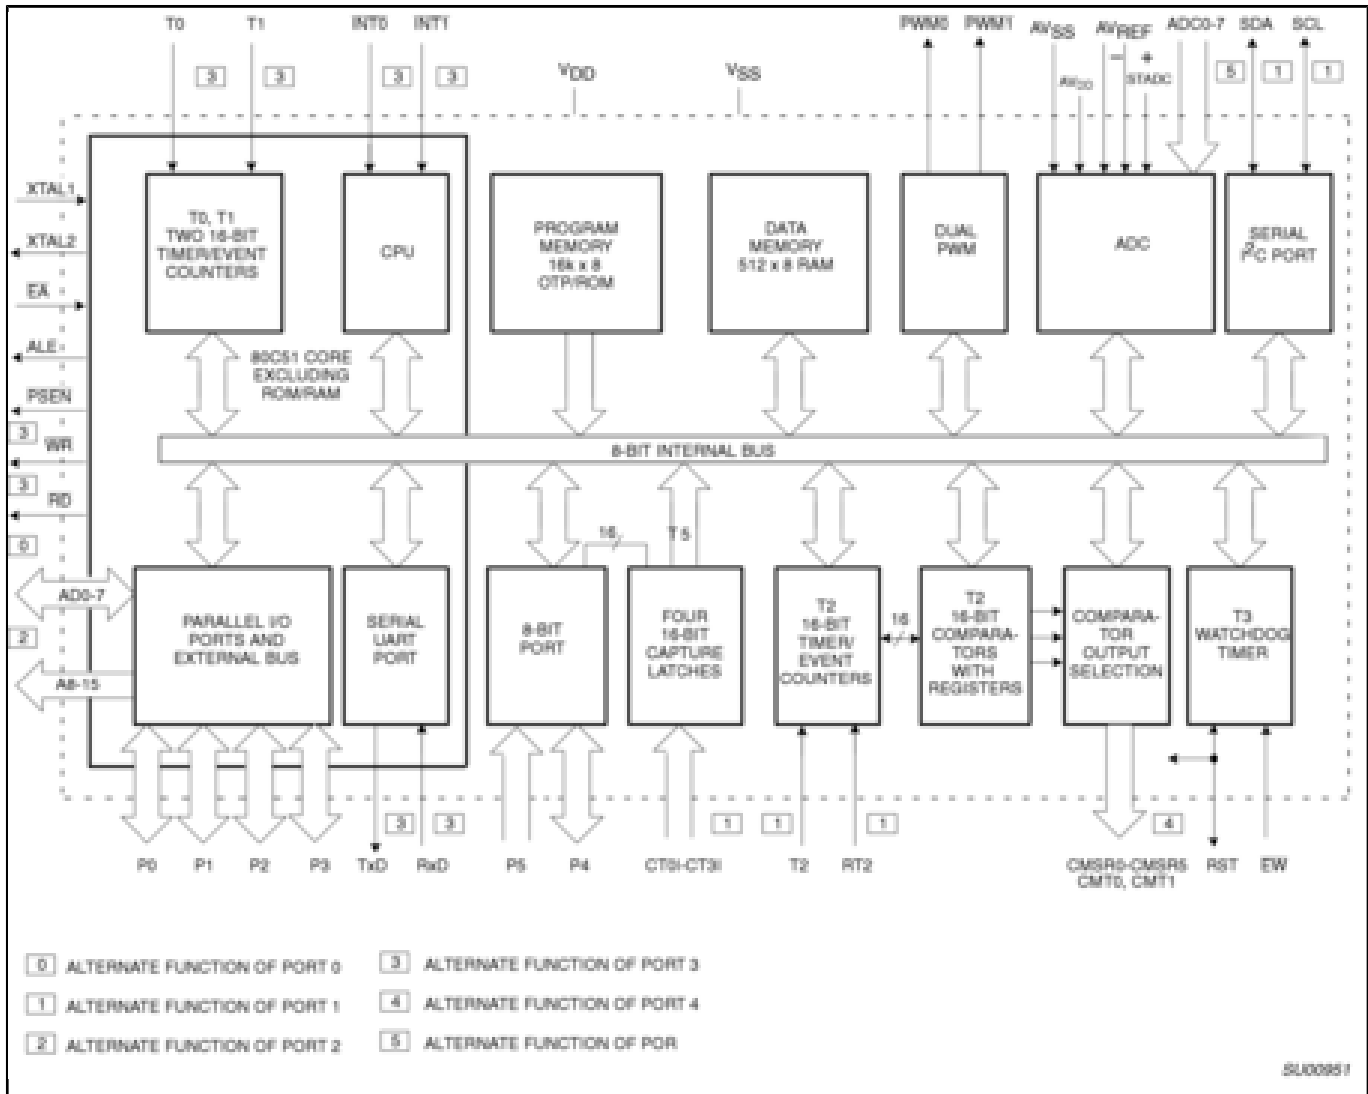 T0 T1 INT0 INT1 PWM0 PWM1 AVSS AVREF ADC0-7 SDA SCL
3 3 3 3 VDD VSS − + 5 1 1
AVDD STADC
XTAL1
XTAL2
EA
ALE
PSEN
3
WR
3
RD
0
AD0-7
2
A8-15
T0, T1
TWO 16-BIT
TIMER/EVENT
COUNTERS
CPU
PROGRAM
MEMORY
16k x 8
OTP/ROM
DATA
MEMORY
512 x 8 RAM
DUAL
PWM
ADC
SERIAL
I2C PORT
80C51 CORE
EXCLUDING
ROM/RAM
8-BIT INTERNAL BUS
16
T5
16
PARALLEL I/O
PORTS AND
EXTERNAL BUS
SERIAL
UART
PORT
8-BIT
PORT
FOUR
16-BIT
CAPTURE
LATCHES
T2
16-BIT
TIMER/
EVENT
COUNTERS
T2
16-BIT
COMPARA-
TORS
WITH
REGISTERS
COMPARA-
TOR
OUTPUT
SELECTION
T3
WATCHDOG
TIMER
3 3 1 1 1 4
P0 P1 P2 P3 TxD RxD P5 P4 CT0I-CT3I T2 RT2 CMSR0-CMSR5 RST EW
CMT0, CMT1
0 ALTERNATE FUNCTION OF PORT 0
3 ALTERNATE FUNCTION OF PORT 3
1 ALTERNATE FUNCTION OF PORT 1
4 ALTERNATE FUNCTION OF PORT 4
2 ALTERNATE FUNCTION OF PORT 2
5 ALTERNATE FUNCTION OF POR
SU00951